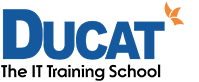 DUCAT
The IT Training School